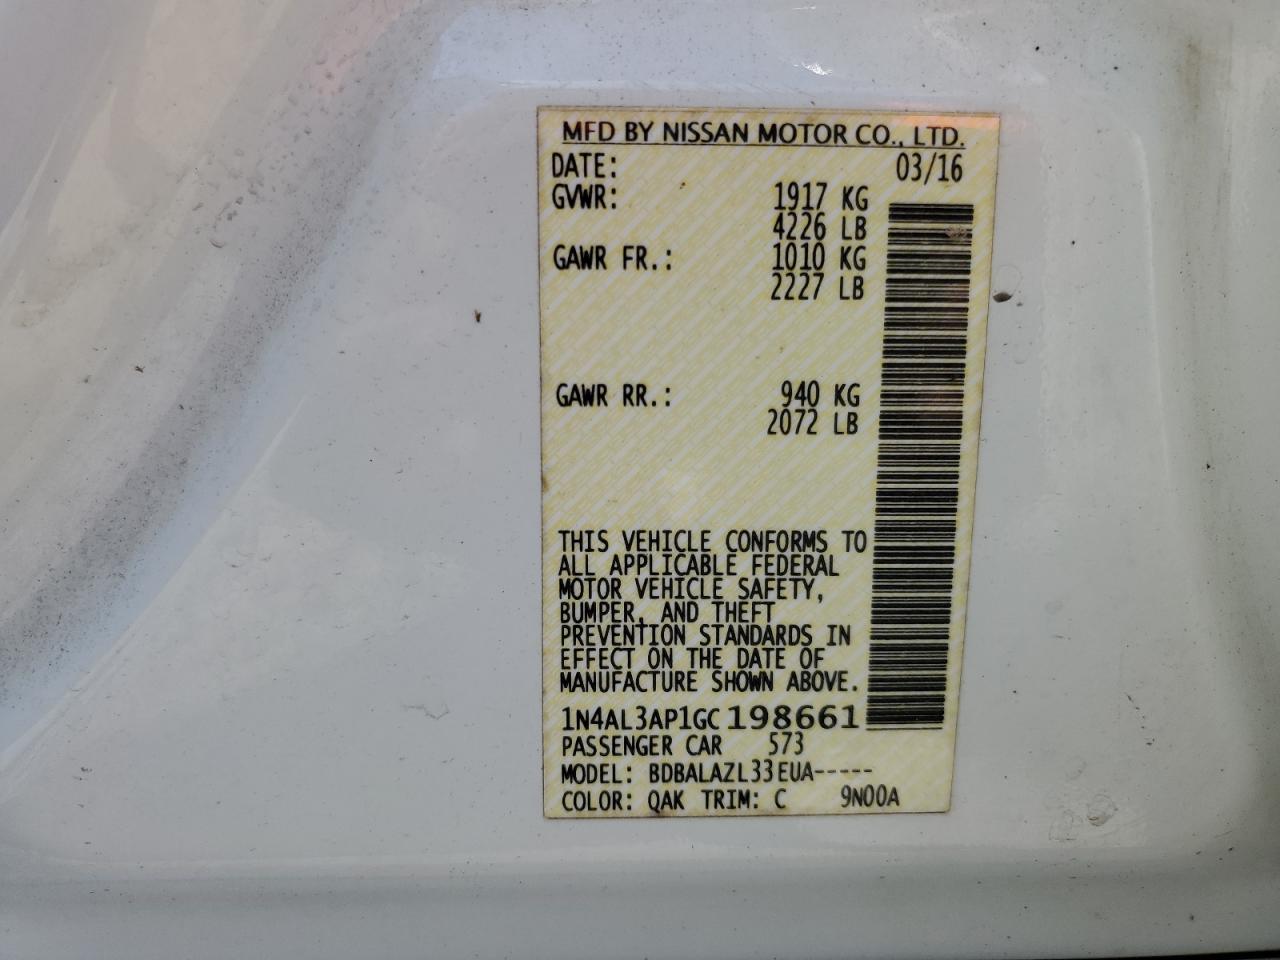 MFD BY NISSAN MOTOR CO., LTD.
DATE: 03/16
GVWR: 1917 KG
4226 LB
GAWR FR.: 1010 KG
2227 LB
GAWR RR.: 940 KG
2072 LB
THIS VEHICLE CONFORMS TO
ALL APPLICABLE FEDERAL
MOTOR VEHICLE SAFETY,
BUMPER, AND THEFT
PREVENTION STANDARDS IN
EFFECT ON THE DATE OF
MANUFACTURE SHOWN ABOVE.
1N4AL3AP1GC198661
PASSENGER CAR 573
MODEL: BDBALAZL33EUA-----
COLOR: QAK TRIM: C 9N00A